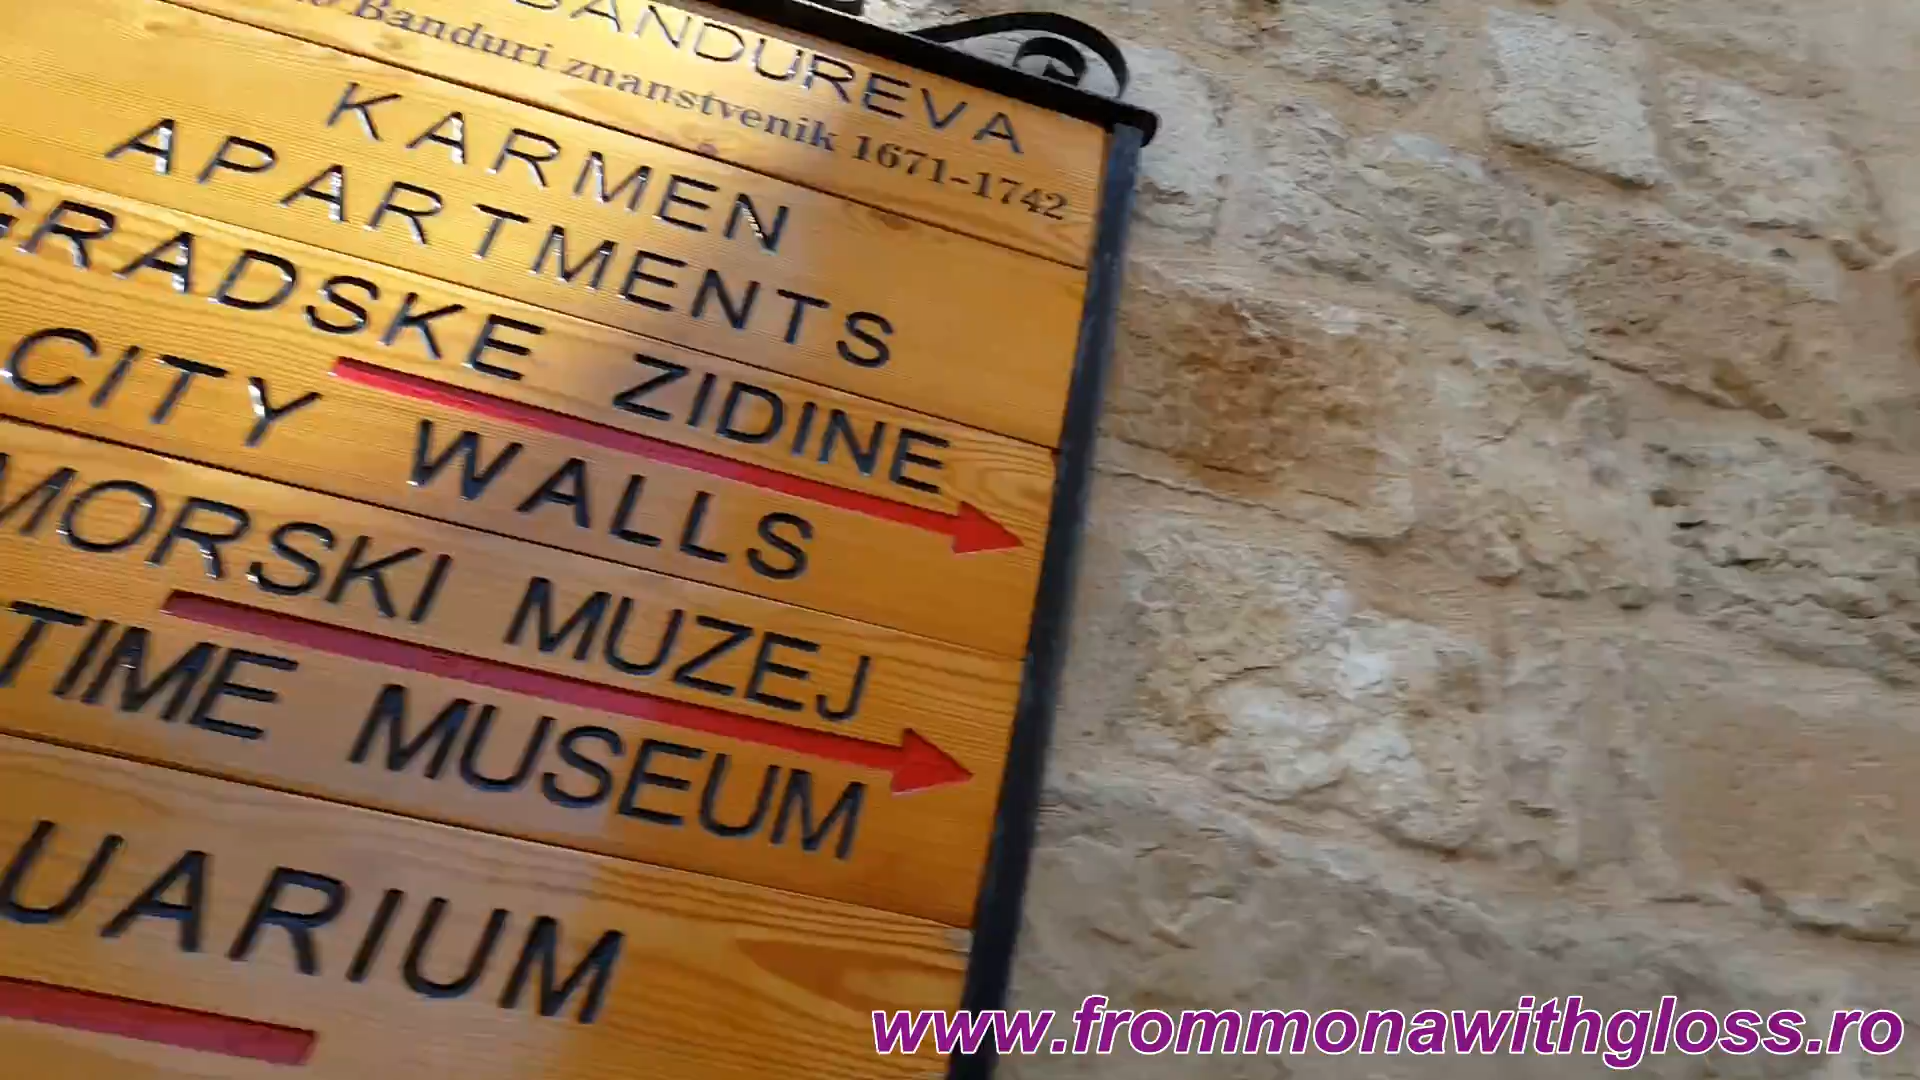 BANDUREVA
Banduri znanstvenik 1671-1742
KARMEN
APARTMENTS
GRADSKE ZIDINE
CITY WALLS
MORSKI MUZEJ
TIME MUSEUM
UARIUM
www.frommonawithgloss.ro